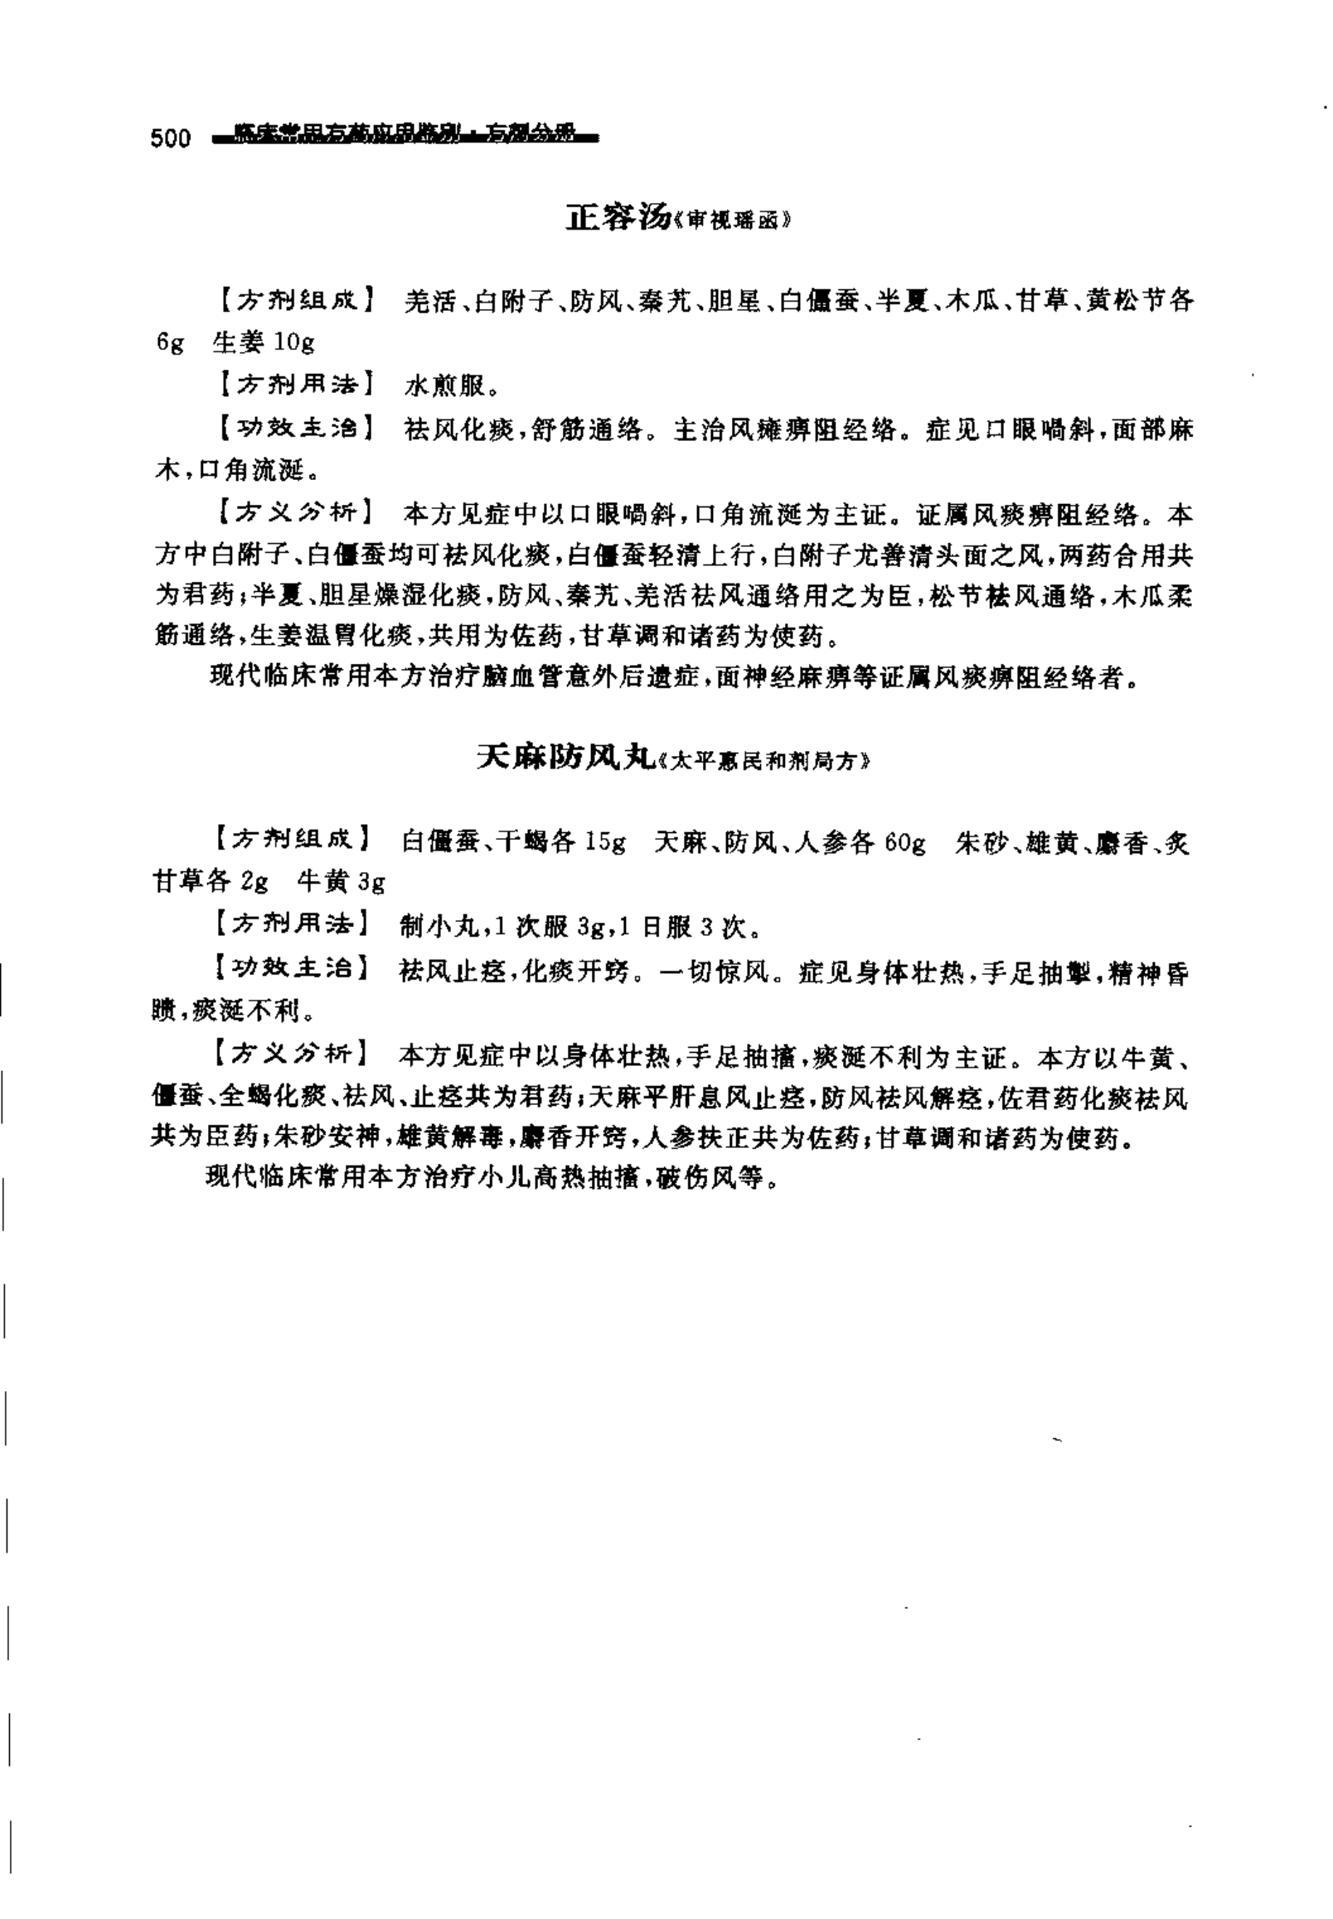 500 临床常用方药应用鉴别·方剂分册
正容汤《审视瑶函》
【方剂组成】 羌活、白附子、防风、秦艽、胆星、白僵蚕、半夏、木瓜、甘草、黄松节各
6g 生姜 10g
【方剂用法】 水煎服。
【功效主治】 祛风化痰,舒筋通络。主治风瘫痹阻经络。症见口眼喎斜,面部麻
木,口角流涎。
【方义分析】 本方见症中以口眼喎斜,口角流涎为主证。证属风痰痹阻经络。本
方中白附子、白僵蚕均可祛风化痰,白僵蚕轻清上行,白附子尤善清头面之风,两药合用共
为君药;半夏、胆星燥湿化痰,防风、秦艽、羌活祛风通络用之为臣,松节祛风通络,木瓜柔
筋通络,生姜温胃化痰,共用为佐药,甘草调和诸药为使药。
现代临床常用本方治疗脑血管意外后遗症,面神经麻痹等证属风痰痹阻经络者。
天麻防风丸《太平惠民和剂局方》
【方剂组成】 白僵蚕、干蝎各 15g 天麻、防风、人参各 60g 朱砂、雄黄、麝香、炙
甘草各 2g 牛黄 3g
【方剂用法】 制小丸,1 次服 3g,1 日服 3 次。
【功效主治】 祛风止痉,化痰开窍。一切惊风。症见身体壮热,手足抽掣,精神昏
愦,痰涎不利。
【方义分析】 本方见症中以身体壮热,手足抽搐,痰涎不利为主证。本方以牛黄、
僵蚕、全蝎化痰、祛风、止痉共为君药;天麻平肝息风止痉,防风祛风解痉,佐君药化痰祛风
共为臣药;朱砂安神,雄黄解毒,麝香开窍,人参扶正共为佐药;甘草调和诸药为使药。
现代临床常用本方治疗小儿高热抽搐,破伤风等。